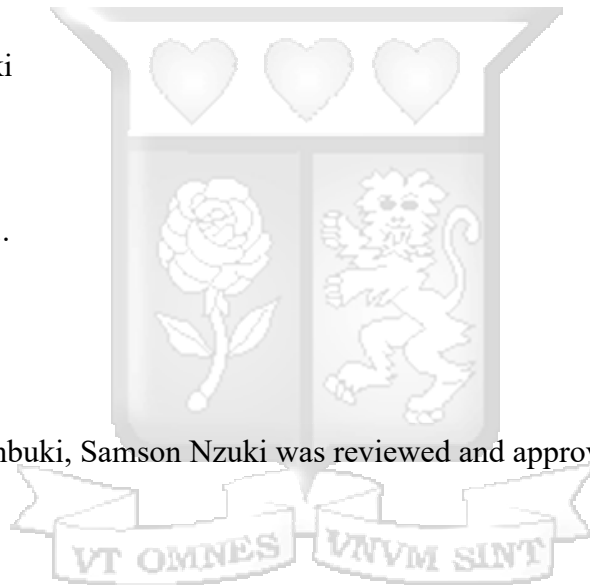 ki
.
nbuki, Samson Nzuki was reviewed and approv
VT OMNES VNVM SINT